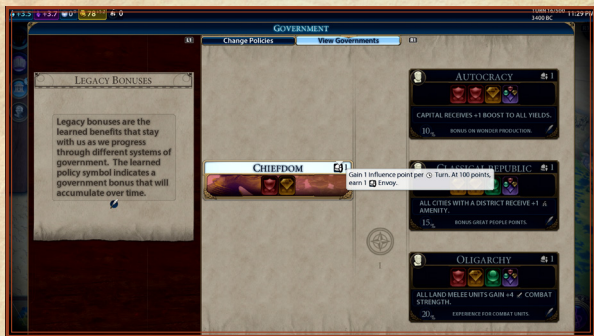 +3.5 +3.7 0 78 0
TURN 16/500
3400 BC
11:29 PM
GOVERNMENT
L1 Change Policies View Governments R1
LEGACY BONUSES
Legacy bonuses are the
learned benefits that stay
with us as we progress
through different systems of
government. The learned
policy symbol indicates a
government bonus that will
accumulate over time.
CHIEFDOM 1
Gain 1 Influence point per Turn. At 100 points,
earn 1 Envoy.
AUTOCRACY 1
CAPITAL RECEIVES +1 BOOST TO ALL YIELDS.
10% BONUS ON WONDER PRODUCTION.
CLASSICAL REPUBLIC 1
ALL CITIES WITH A DISTRICT RECEIVE +1
AMENITY.
15% BONUS GREAT PEOPLE POINTS.
OLIGARCHY 1
ALL LAND MELEE UNITS GAIN +4 COMBAT
STRENGTH.
20% EXPERIENCE FOR COMBAT UNITS.